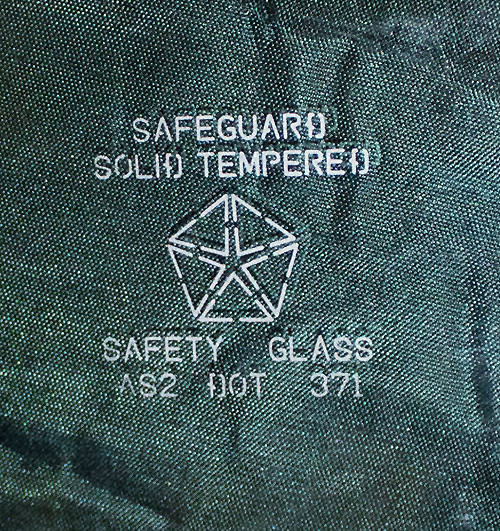 SAFEGUARD
SOLID TEMPERED
SAFETY GLASS
AS2 DOT 371